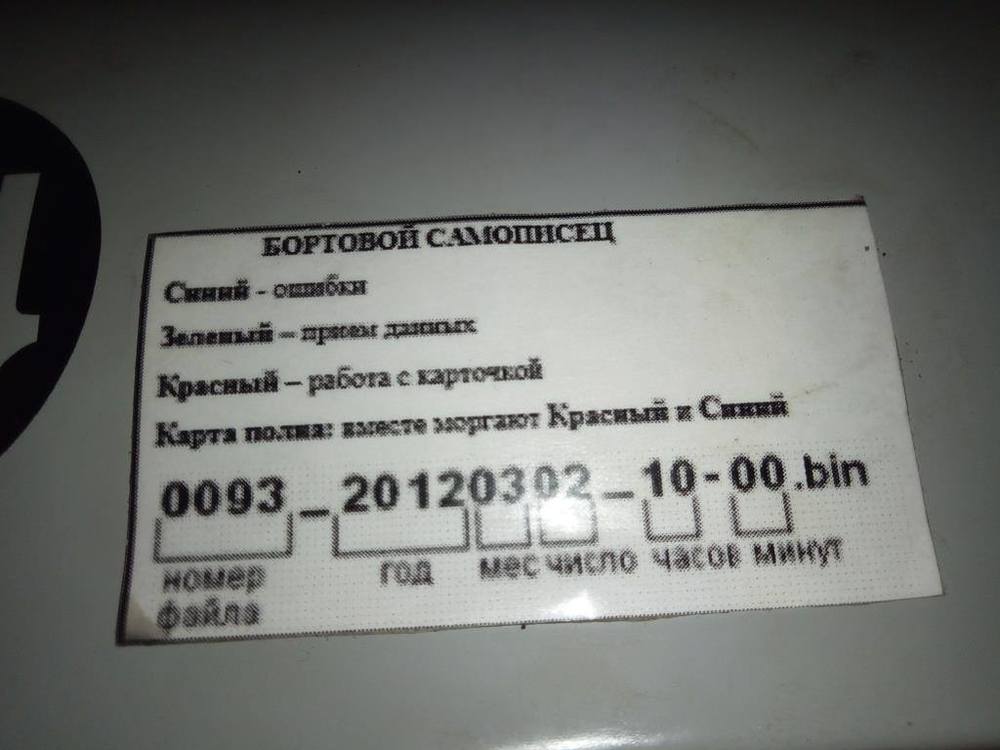 БОРТОВОЙ САМОПИСЕЦ
Синий - ошибки
Зеленый – прием данных
Красный – работа с карточкой
Карта полна: вместе моргают Красный и Синий
0093_20120302_10-00.bin
номер год мес число часов минут
файла